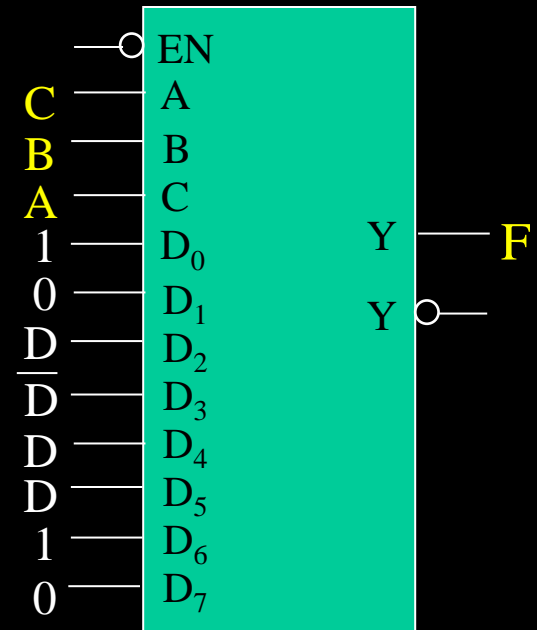 EN
C A
B B
A C
1 D₀ Y F
0 D₁ Y
D D₂
D̅ D₃
D D₄
D D₅
1 D₆
0 D₇